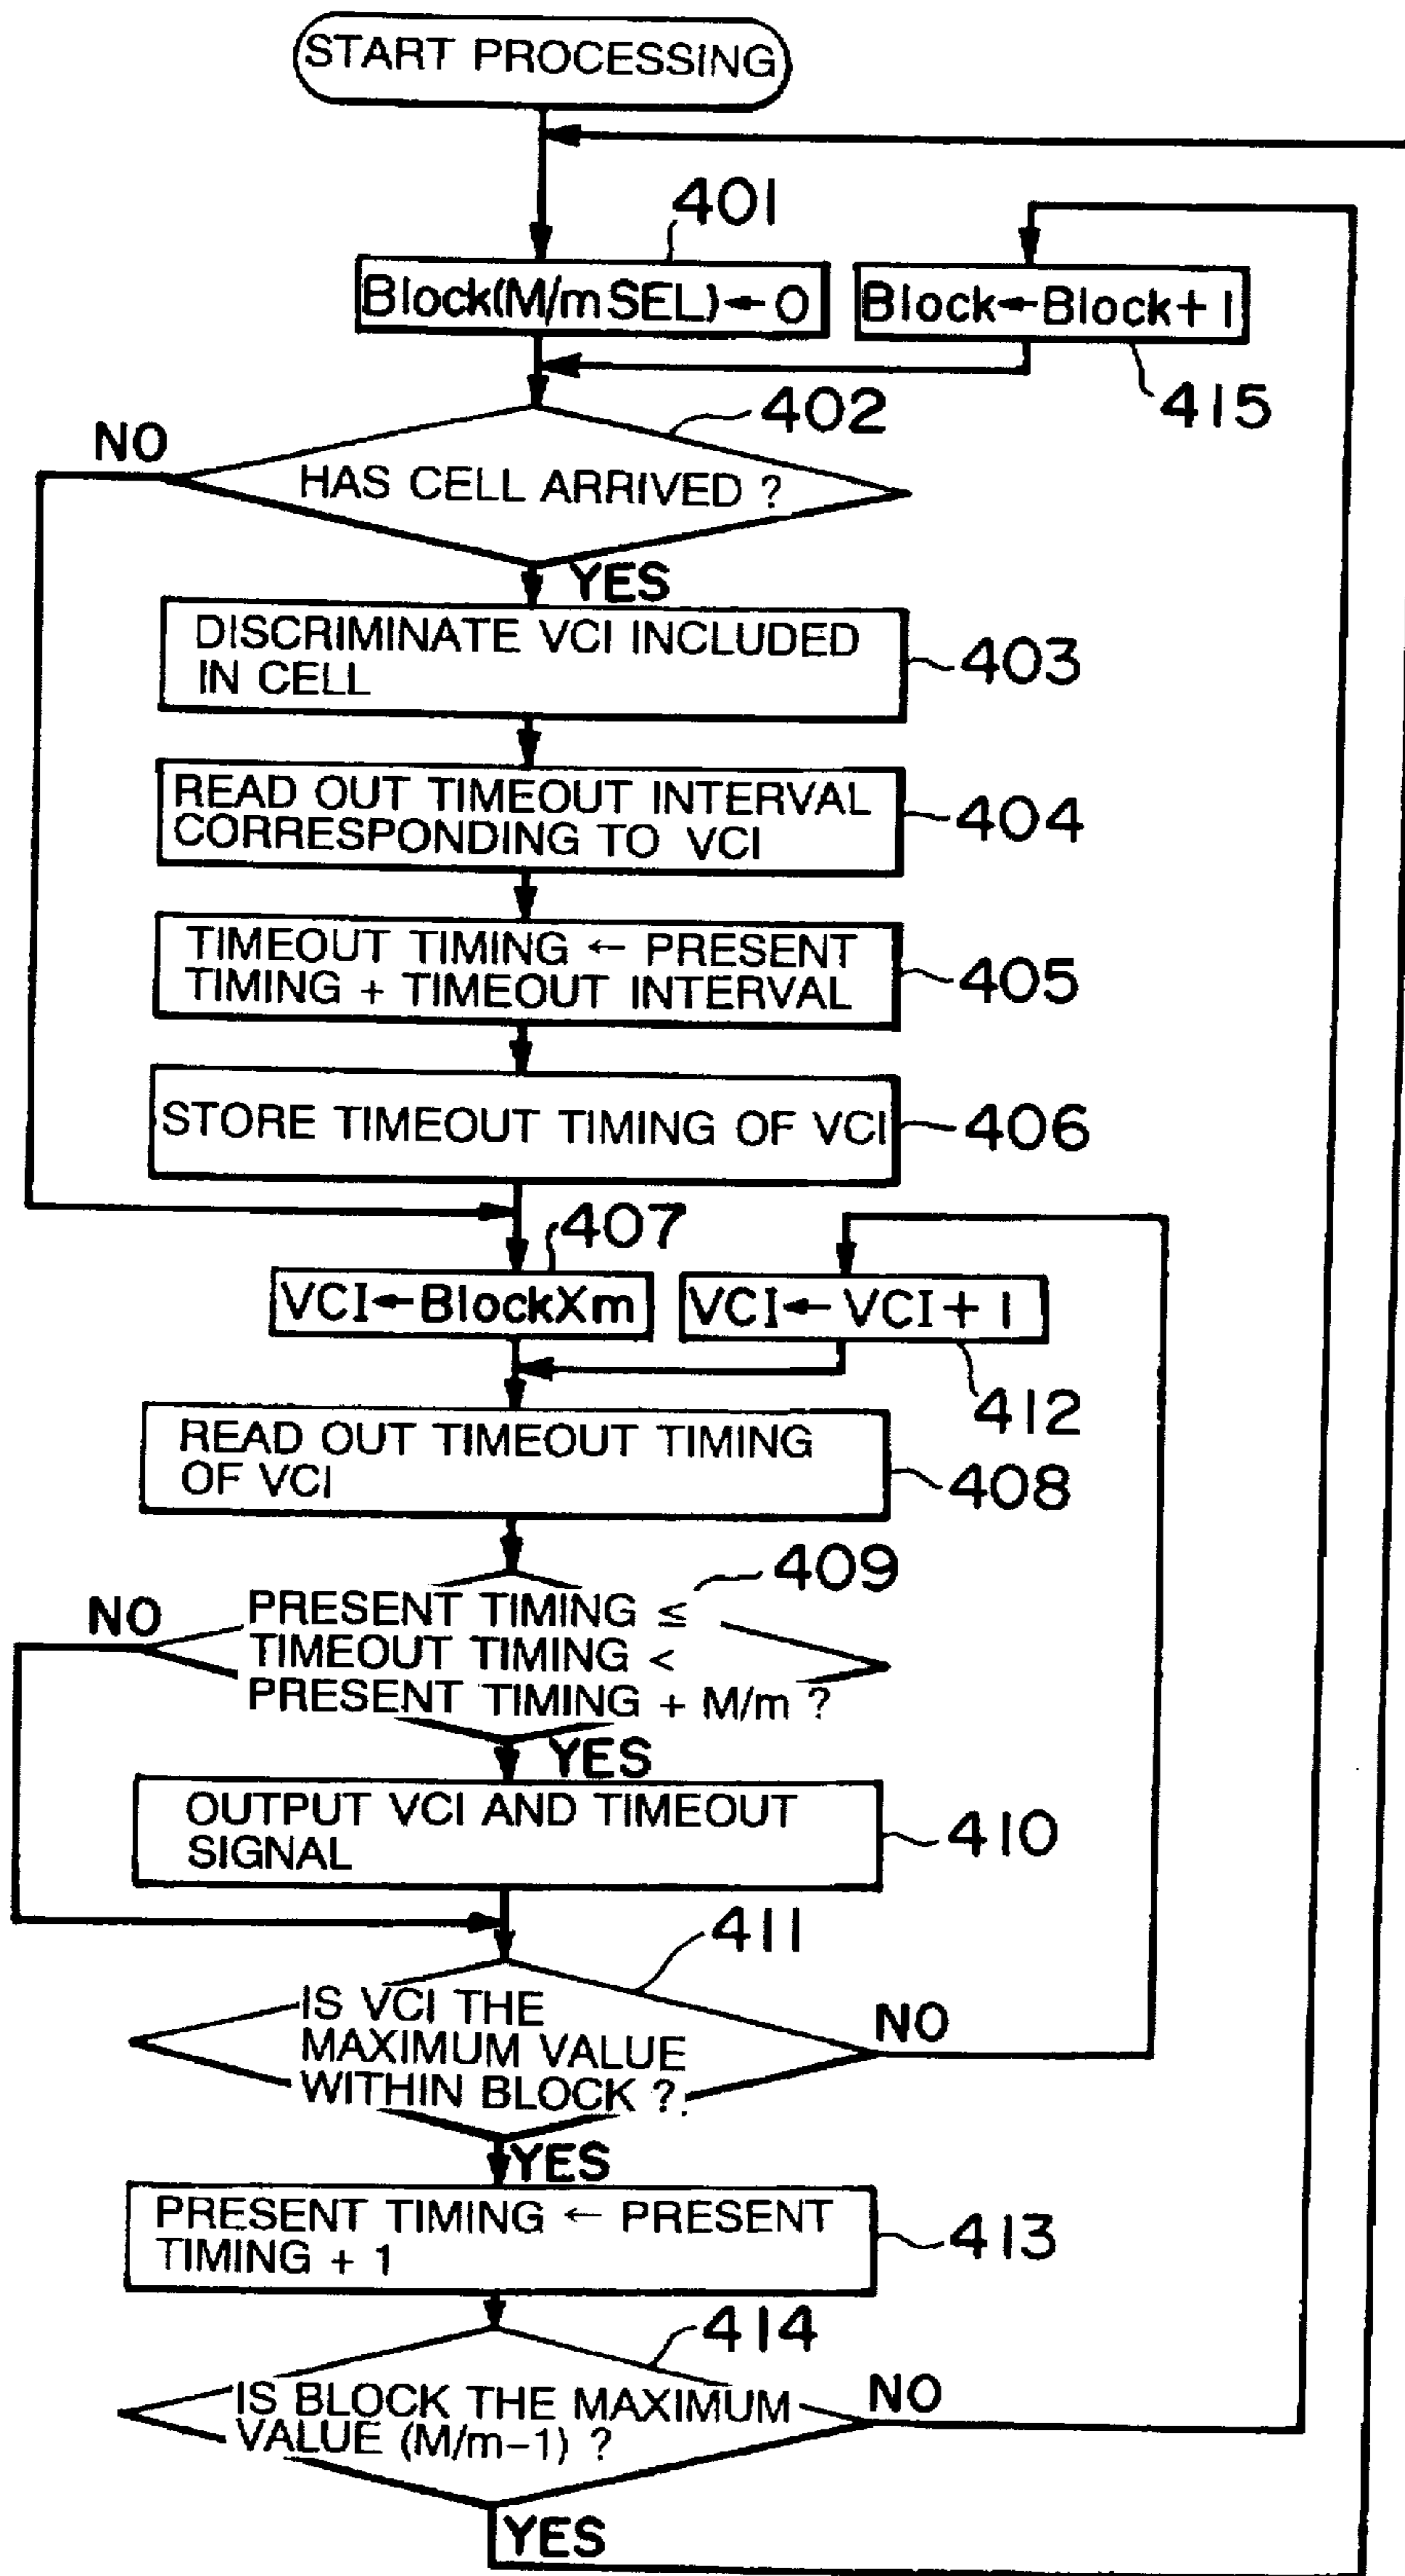 START PROCESSING
401
Block(M/mSEL)←0
Block←Block+1
415
402
NO
HAS CELL ARRIVED ?
YES
DISCRIMINATE VCI INCLUDED
IN CELL
403
READ OUT TIMEOUT INTERVAL
CORRESPONDING TO VCI
404
TIMEOUT TIMING ← PRESENT
TIMING + TIMEOUT INTERVAL
405
STORE TIMEOUT TIMING OF VCI
406
407
VCI←BlockXm
VCI← VCI+1
412
READ OUT TIMEOUT TIMING
OF VCI
408
409
NO
PRESENT TIMING ≤
TIMEOUT TIMING <
PRESENT TIMING + M/m ?
YES
OUTPUT VCI AND TIMEOUT
SIGNAL
410
411
IS VCI THE
MAXIMUM VALUE
WITHIN BLOCK ?
NO
YES
PRESENT TIMING ← PRESENT
TIMING + 1
413
414
IS BLOCK THE MAXIMUM
VALUE (M/m-1) ?
NO
YES